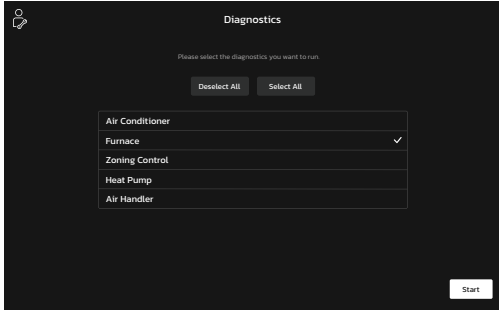 Diagnostics
Please select the diagnostics you want to run.
Deselect All
Select All
Air Conditioner
Furnace
Zoning Control
Heat Pump
Air Handler
Start